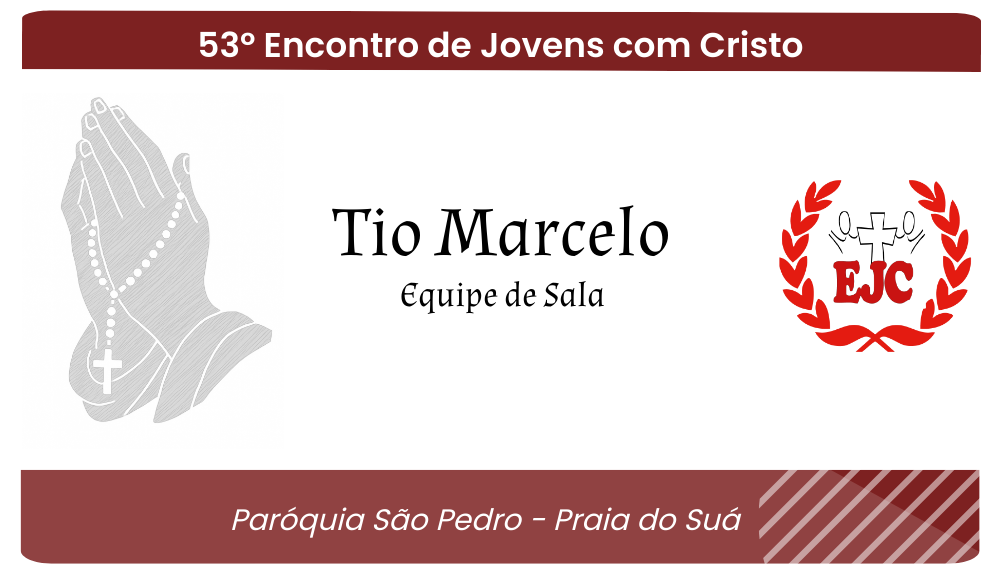 53º Encontro de Jovens com Cristo
Tio Marcelo
Equipe de Sala
EJC
Paróquia São Pedro - Praia do Suá